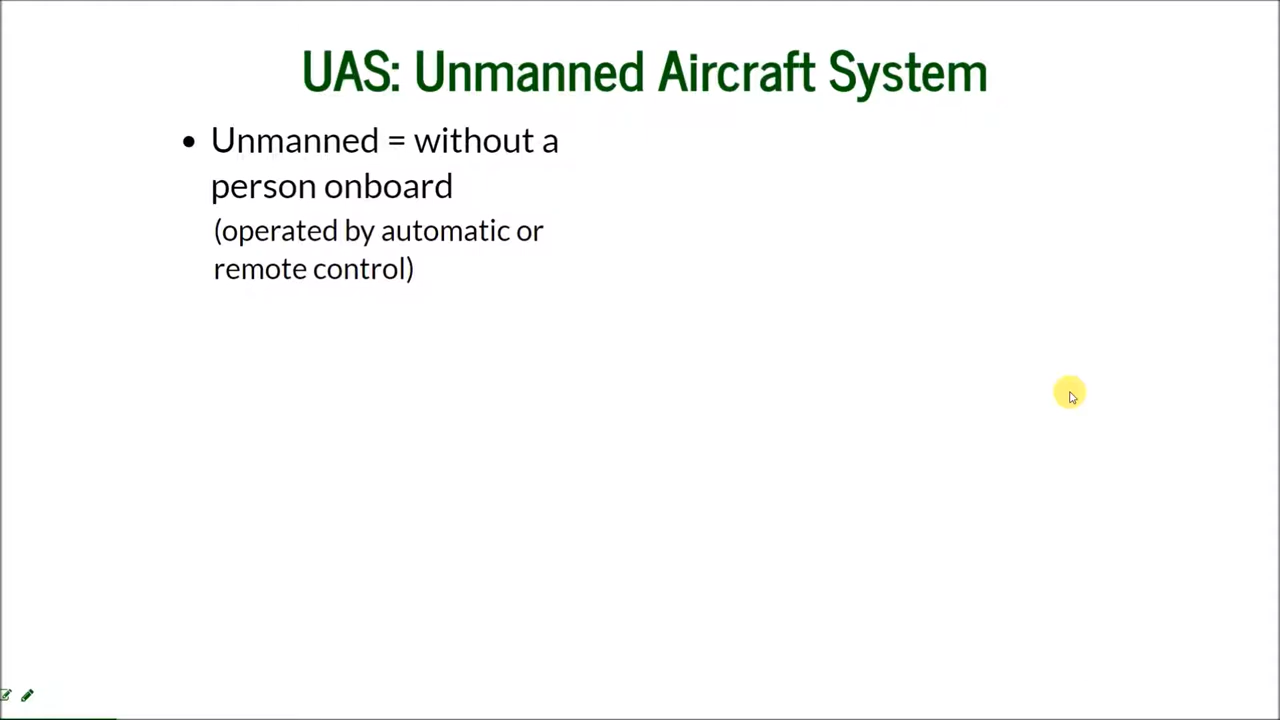 UAS: Unmanned Aircraft System
• Unmanned = without a
person onboard
(operated by automatic or
remote control)